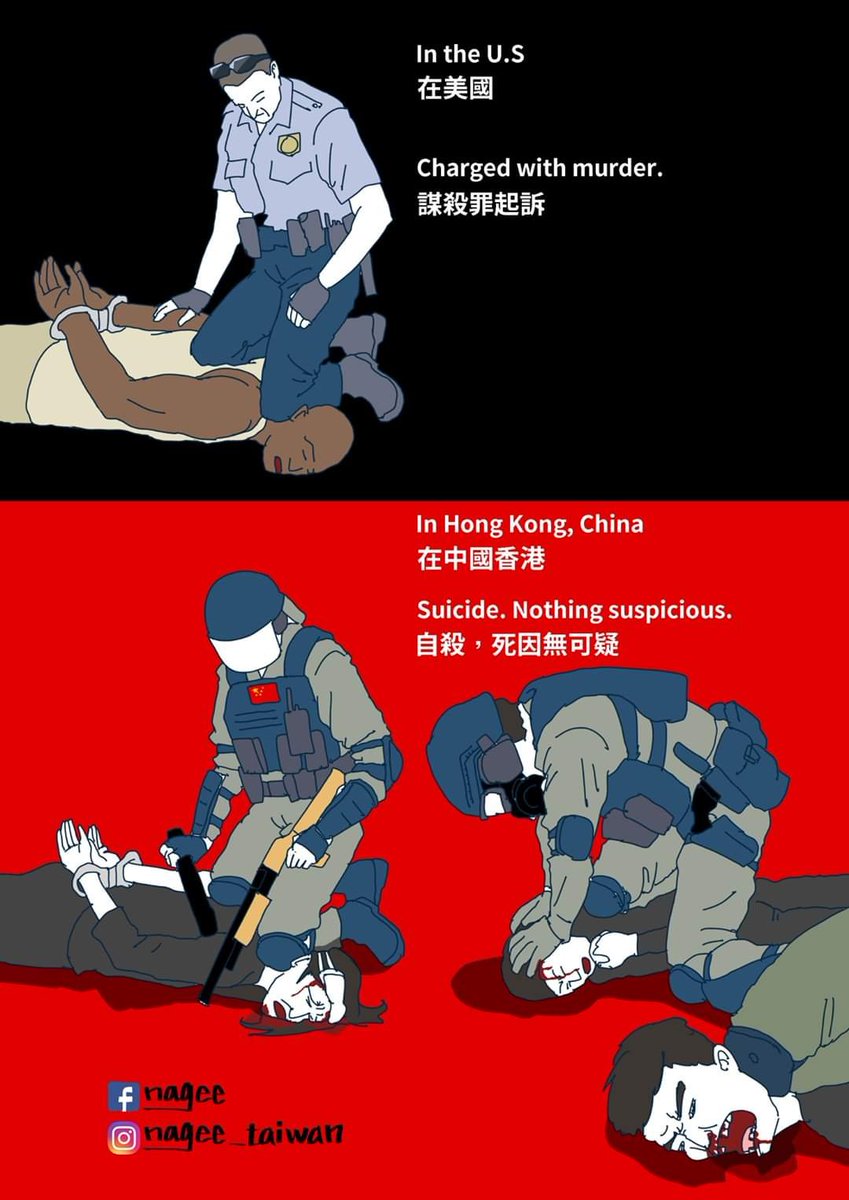 In the U.S
在美國
Charged with murder.
謀殺罪起訴
In Hong Kong, China
在中國香港
Suicide. Nothing suspicious.
自殺，死因無可疑
nagee
nagee_taiwan